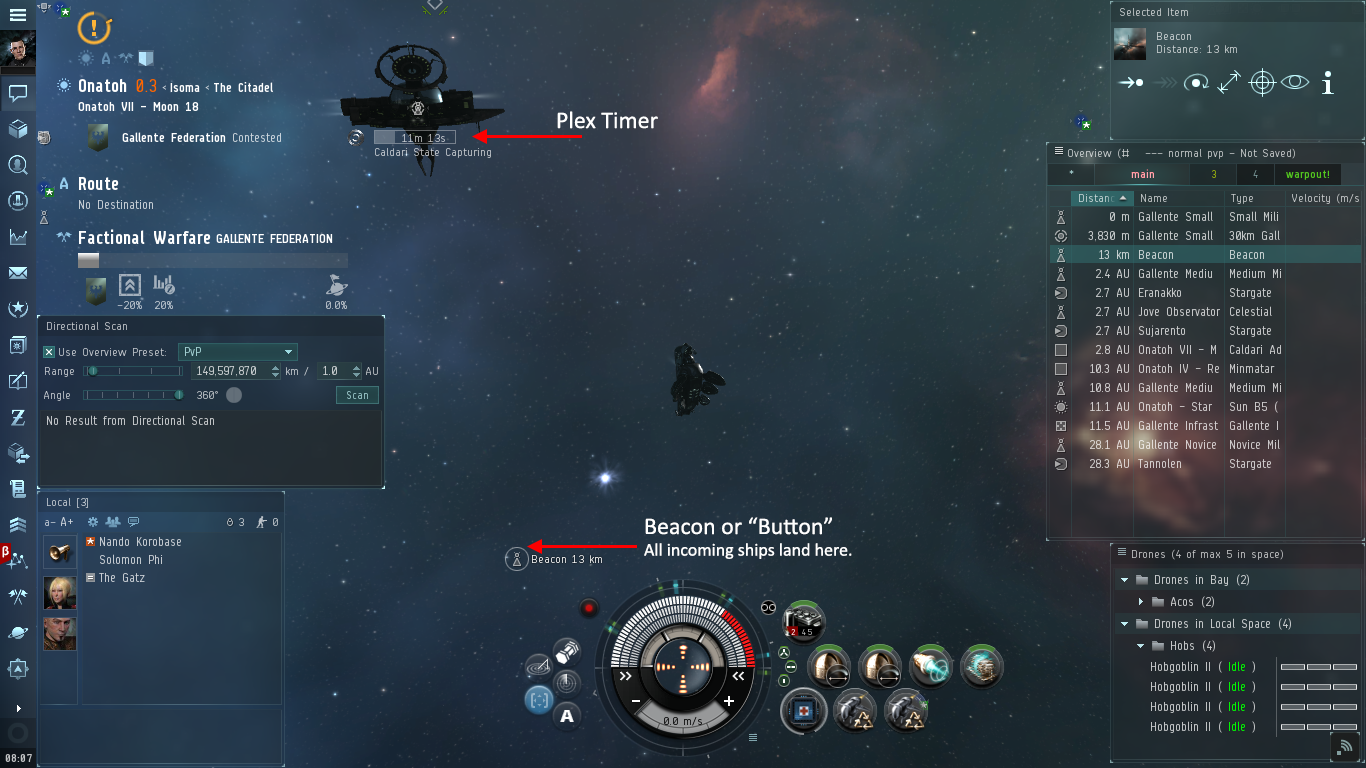 Onatoh 0.3 < Isoma < The Citadel
Onatoh VII - Moon 18
Gallente Federation Contested
Route
No Destination
Factional Warfare GALLENTE FEDERATION
-20% 20% 0.0%
11m 13s
Caldari State Capturing
Plex Timer
Directional Scan
Use Overview Preset: PvP
Range 149,597,870 km / 1.0 AU
Angle 360° Scan
No Result from Directional Scan
Local [3]
a- A+ 3 0
Nando Korobase
Solomon Phi
The Gatz
β
08:07
Beacon or “Button”
All incoming ships land here.
Beacon 13 km
A
0.0 m/s
2 45
Selected Item
Beacon
Distance: 13 km
Overview (⌗ --- normal pvp - Not Saved)
* main 3 4 warpout!
Distanc Name Type Velocity (m/s
0 m Gallente Small Small Mili
3,830 m Gallente Small 30km Gall
13 km Beacon Beacon
2.4 AU Gallente Mediu Medium Mi
2.7 AU Eranakko Stargate
2.7 AU Jove Observator Celestial
2.7 AU Sujarento Stargate
2.8 AU Onatoh VII - M Caldari Ad
10.3 AU Onatoh IV - Re Minmatar
10.8 AU Gallente Mediu Medium Mi
11.1 AU Onatoh - Star Sun B5 (
11.5 AU Gallente Infrast Gallente I
28.1 AU Gallente Novice Novice Mil
28.3 AU Tannolen Stargate
Drones (4 of max 5 in space)
Drones in Bay (2)
Acos (2)
Drones in Local Space (4)
Hobs (4)
Hobgoblin II ( Idle )
Hobgoblin II ( Idle )
Hobgoblin II ( Idle )
Hobgoblin II ( Idle )